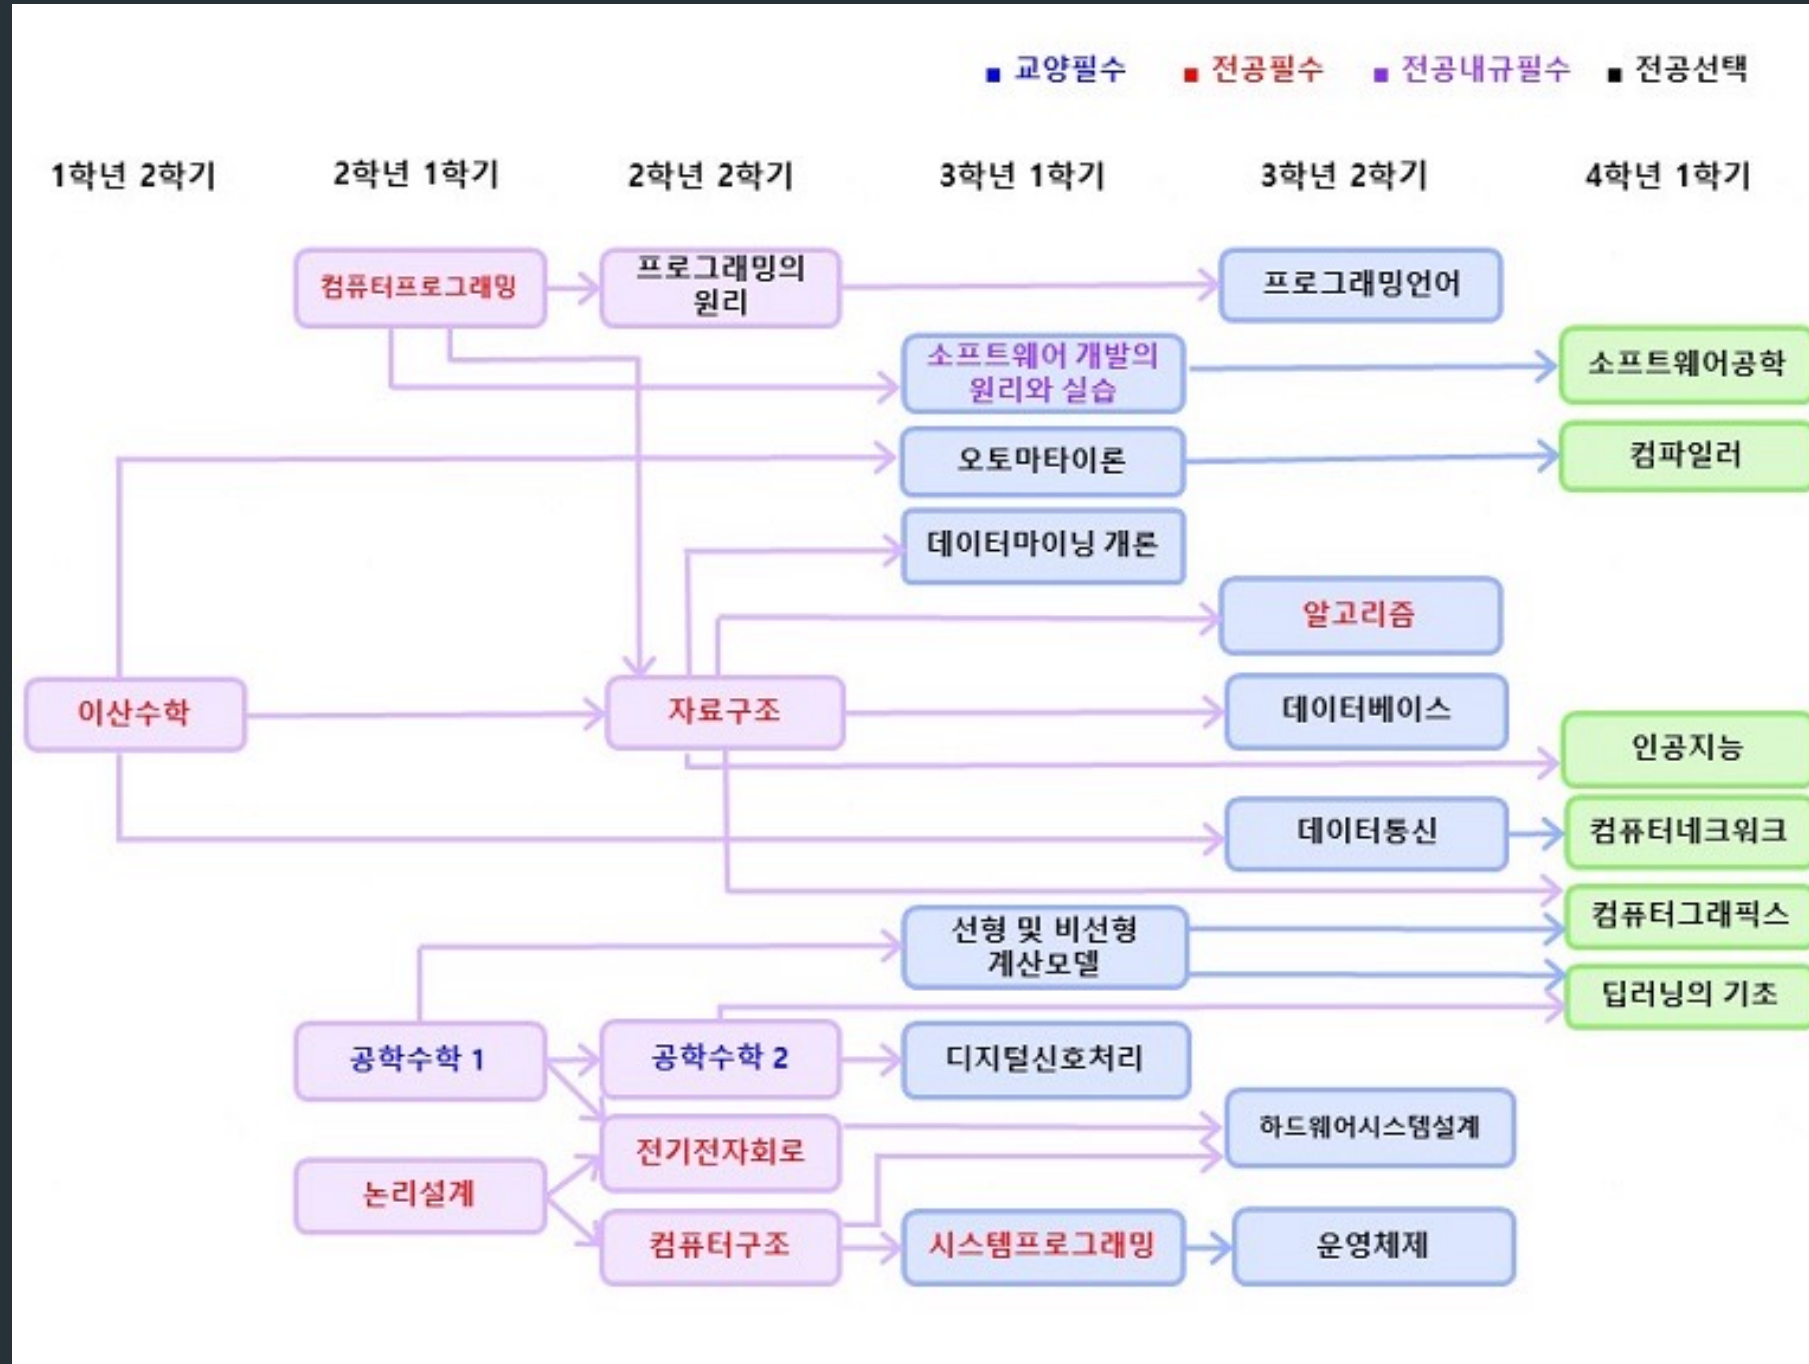 ■ 교양필수 ■ 전공필수 ■ 전공내규필수 ■ 전공선택
1학년 2학기 2학년 1학기 2학년 2학기 3학년 1학기 3학년 2학기 4학년 1학기
컴퓨터프로그래밍
프로그래밍의
원리
프로그래밍언어
소프트웨어 개발의
원리와 실습
소프트웨어공학
오토마타이론
컴파일러
데이터마이닝 개론
알고리즘
이산수학
자료구조
데이터베이스
인공지능
데이터통신
컴퓨터네크워크
컴퓨터그래픽스
선형 및 비선형
계산모델
딥러닝의 기초
공학수학 1
공학수학 2
디지털신호처리
전기전자회로
하드웨어시스템설계
논리설계
컴퓨터구조
시스템프로그래밍
운영체제